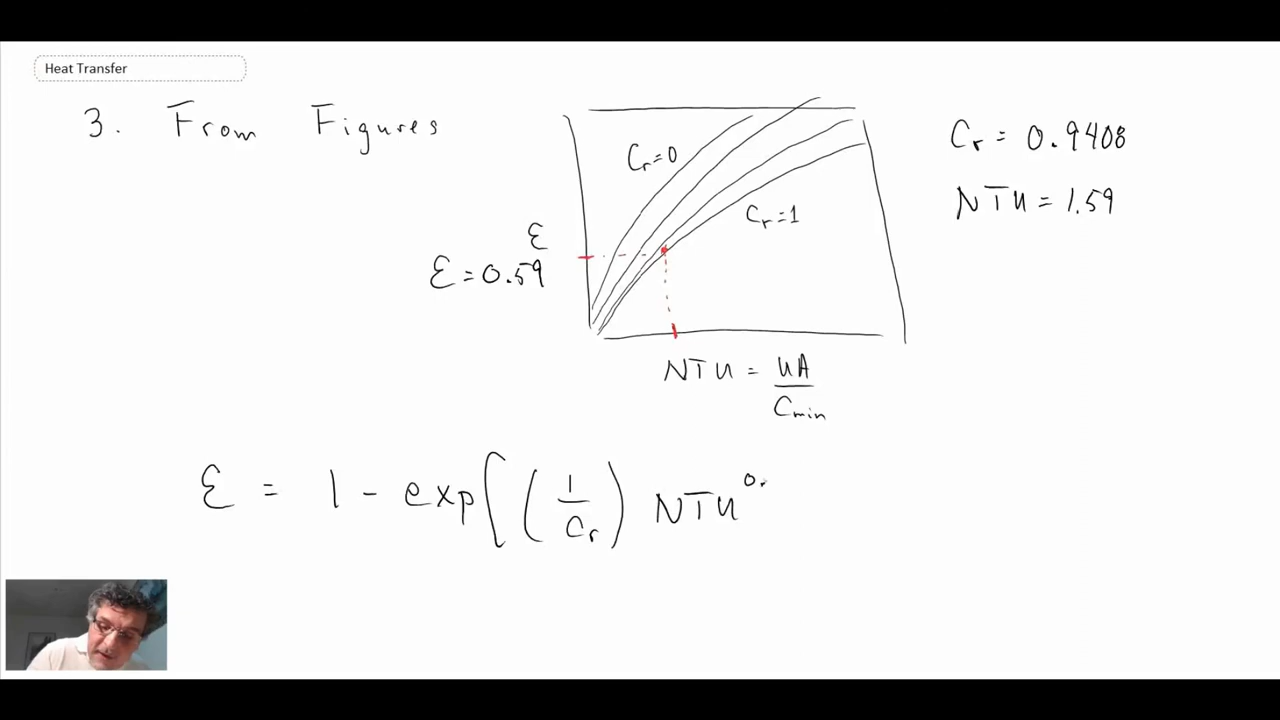 Heat Transfer
3. From Figures
Cr=0
Cr = 0.9408
NTU = 1.59
Cr=1
ε
ε = 0.59
NTU = UA / Cmin
ε = 1 - exp[(1/Cr) NTU^0.